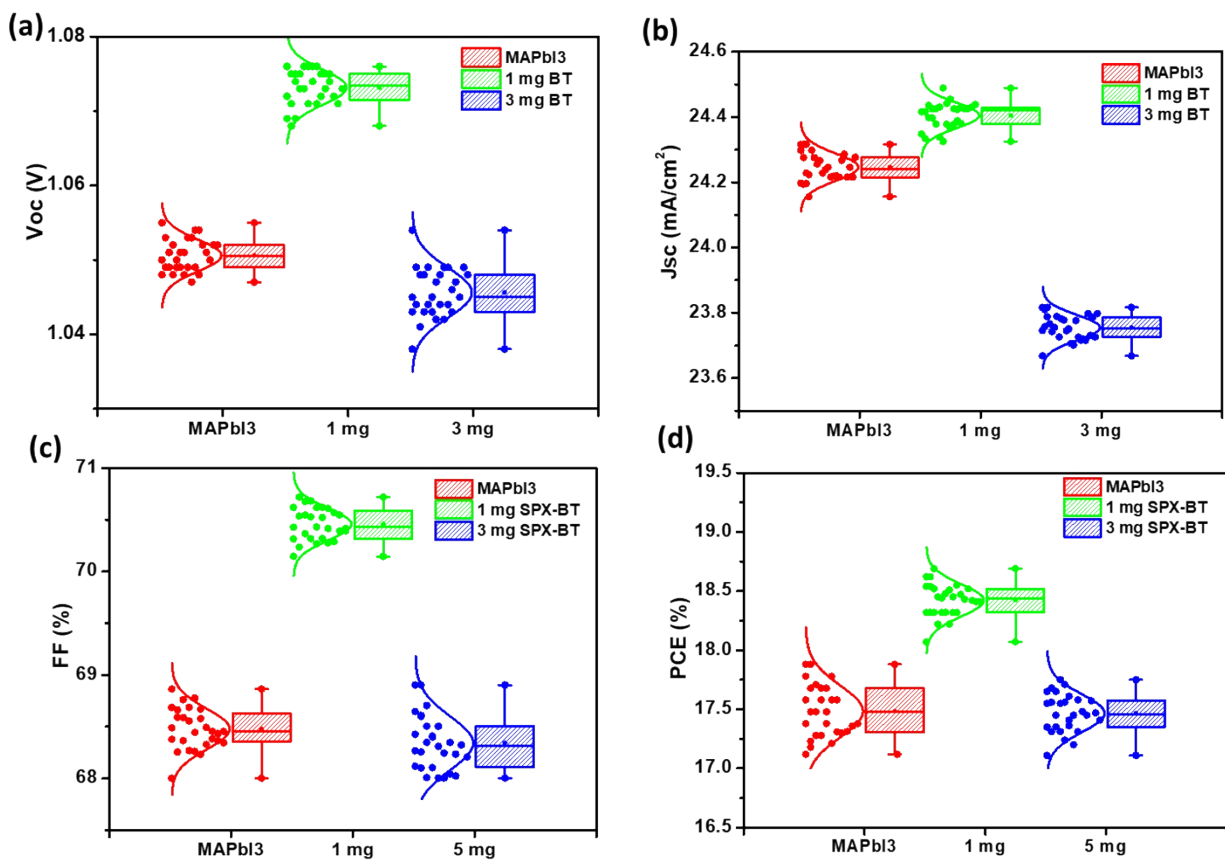 (a)
1.08
1.06
1.04
Voc (V)
MAPbI3
1 mg BT
3 mg BT
MAPbI3
1 mg
3 mg
(b)
24.6
24.4
24.2
24.0
23.8
23.6
Jsc (mA/cm²)
MAPbI3
1 mg BT
3 mg BT
MAPbI3
1 mg
3 mg
(c)
71
70
69
68
FF (%)
MAPbI3
1 mg SPX-BT
3 mg SPX-BT
MAPbI3
1 mg
5 mg
(d)
19.5
19.0
18.5
18.0
17.5
17.0
16.5
PCE (%)
MAPbI3
1 mg SPX-BT
3 mg SPX-BT
MAPbI3
1 mg
5 mg